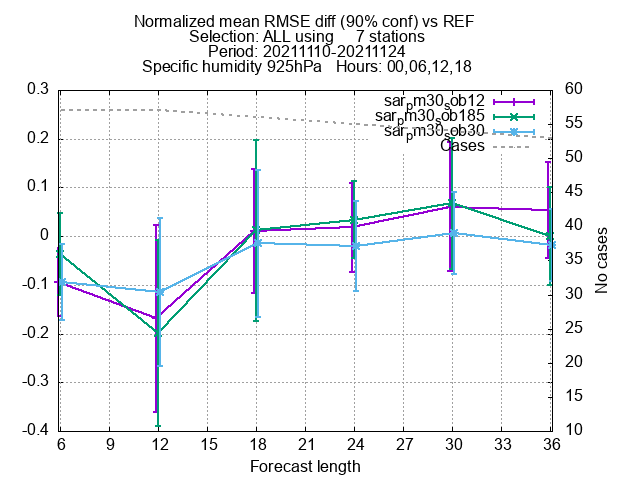 Normalized mean RMSE diff (90% conf) vs REF
Selection: ALL using 7 stations
Period: 20211110-20211124
Specific humidity 925hPa Hours: 00,06,12,18
0.3
0.2
0.1
0
-0.1
-0.2
-0.3
-0.4
60
55
50
45
40
35
30
25
20
15
10
sar_pm30_sob12
sar_pm30_sob185
sar_pm30_sob30
Cases
No cases
6 9 12 15 18 21 24 27 30 33 36
Forecast length